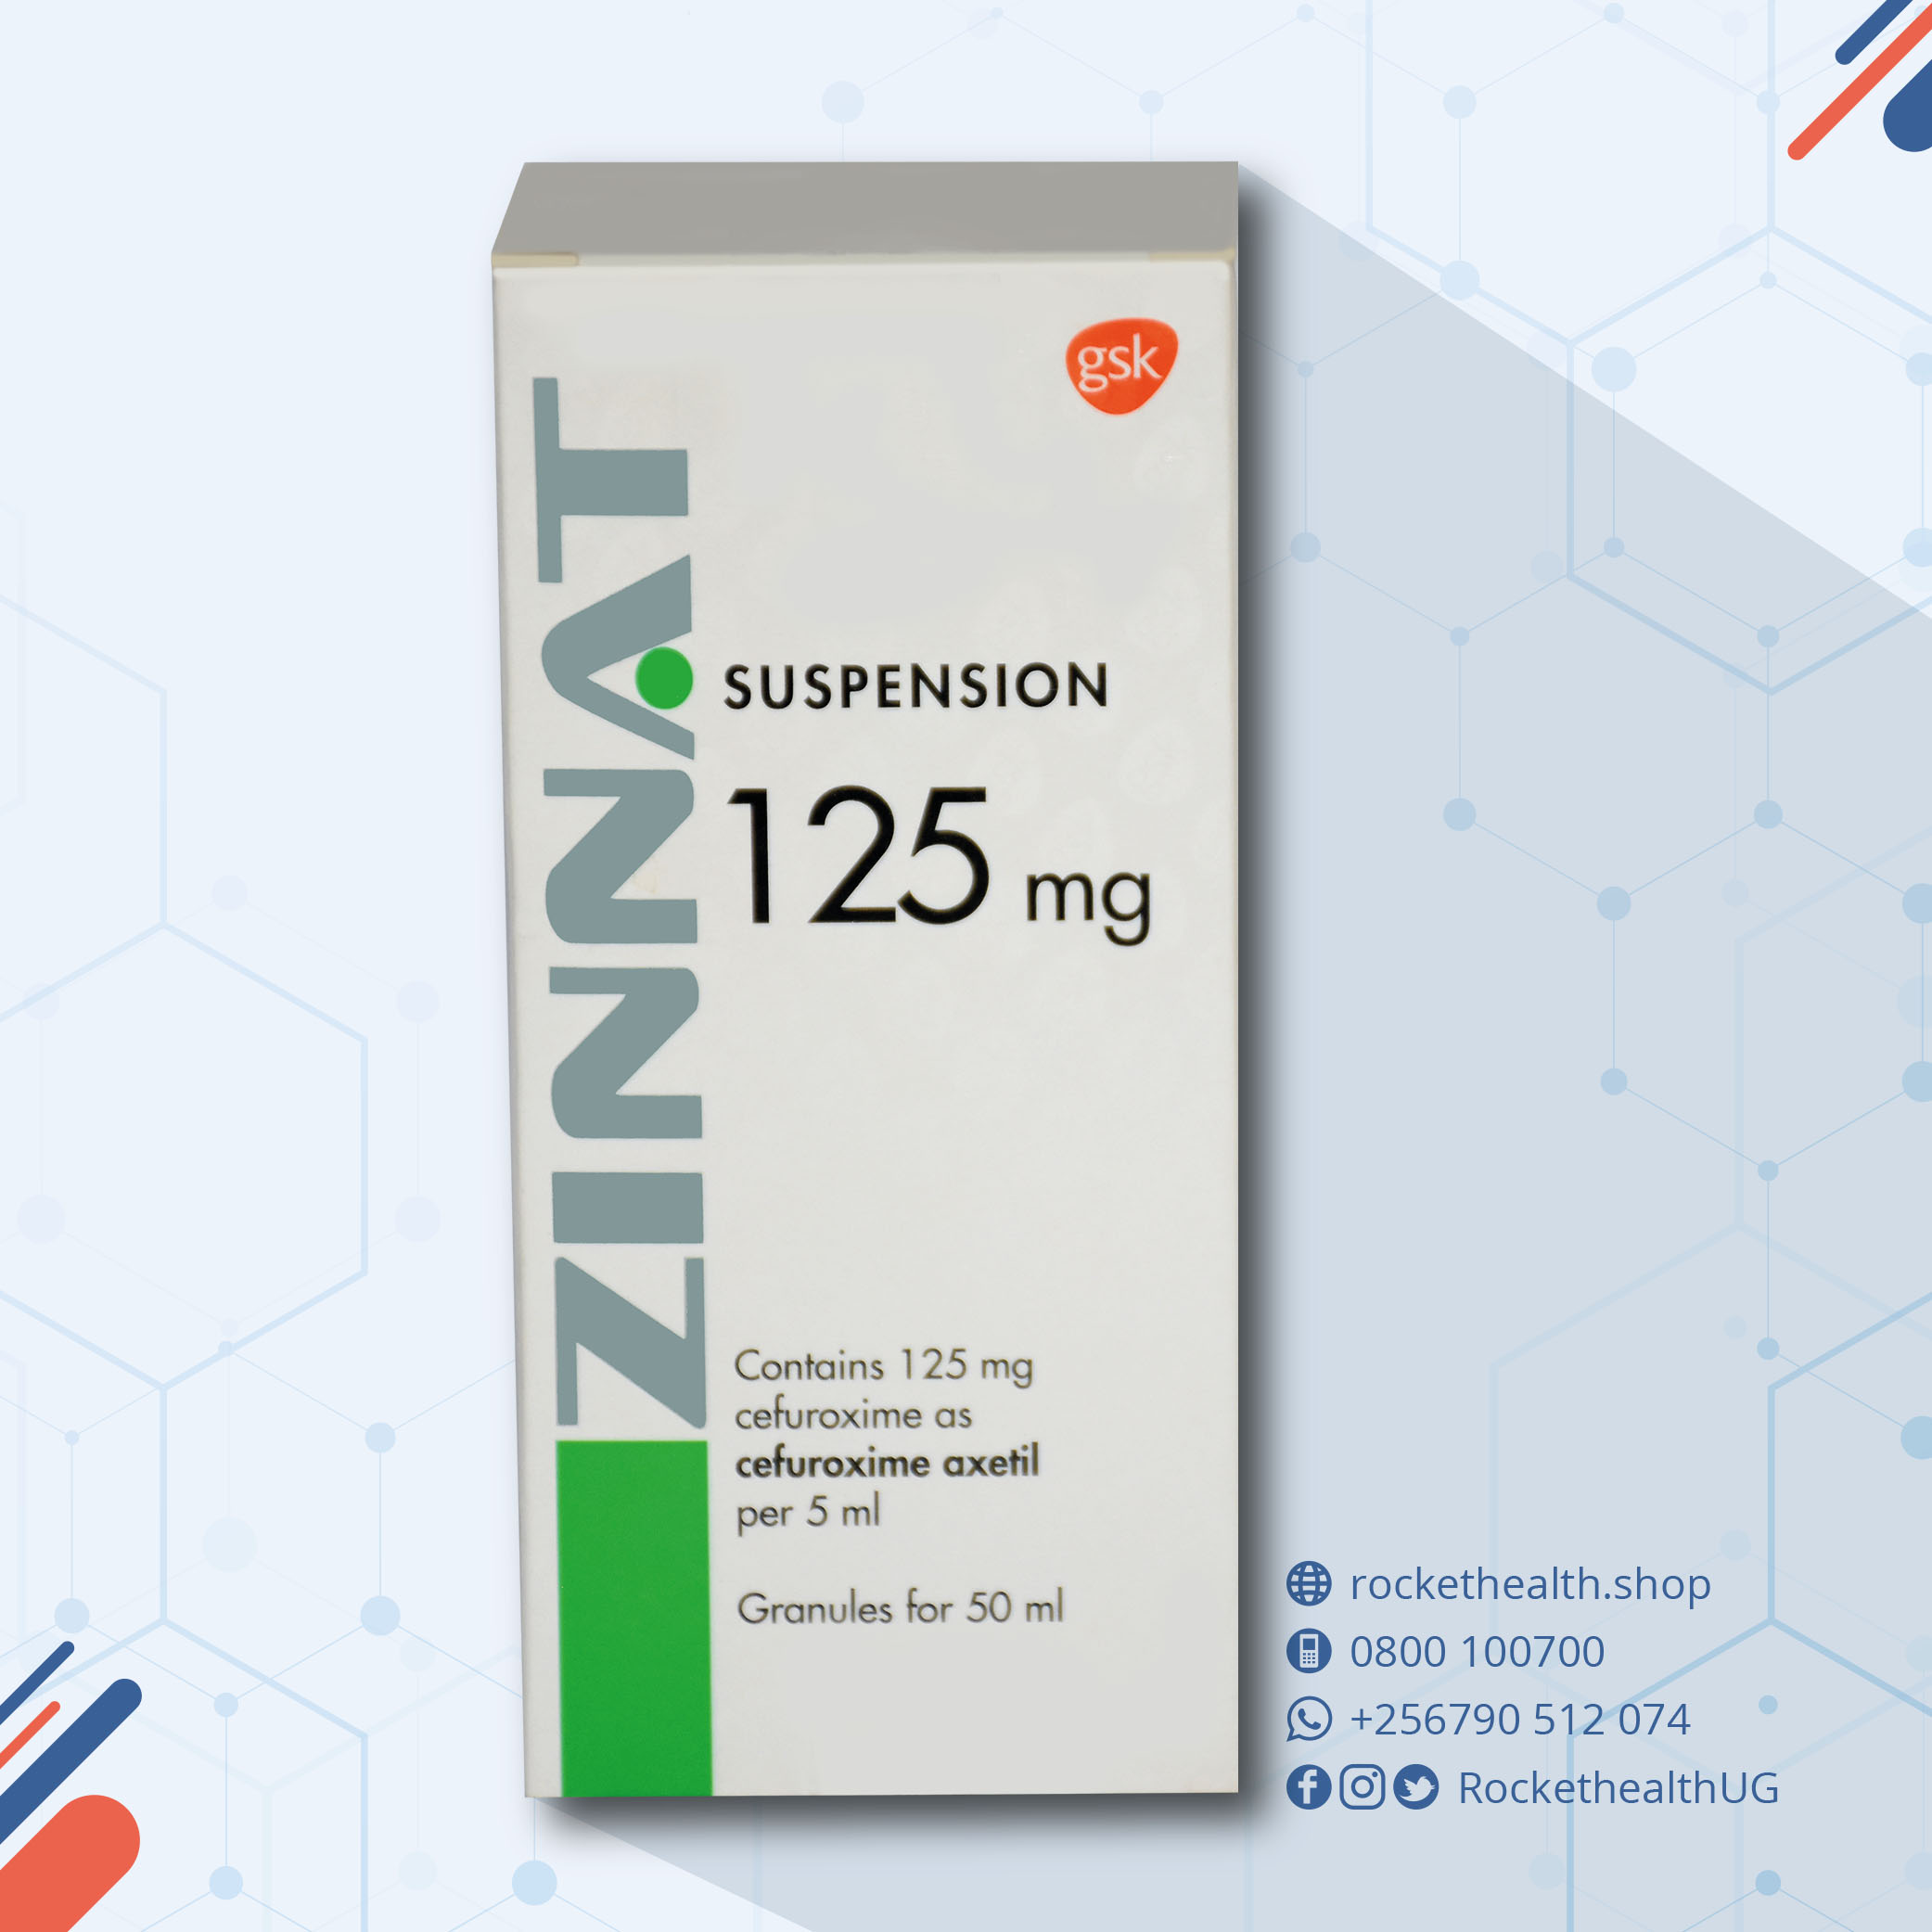 gsk
ZINNAT
SUSPENSION
125 mg
Contains 125 mg
cefuroxime as
cefuroxime axetil
per 5 ml
Granules for 50 ml
rockethealth.shop
0800 100700
+256790 512 074
RockethealthUG